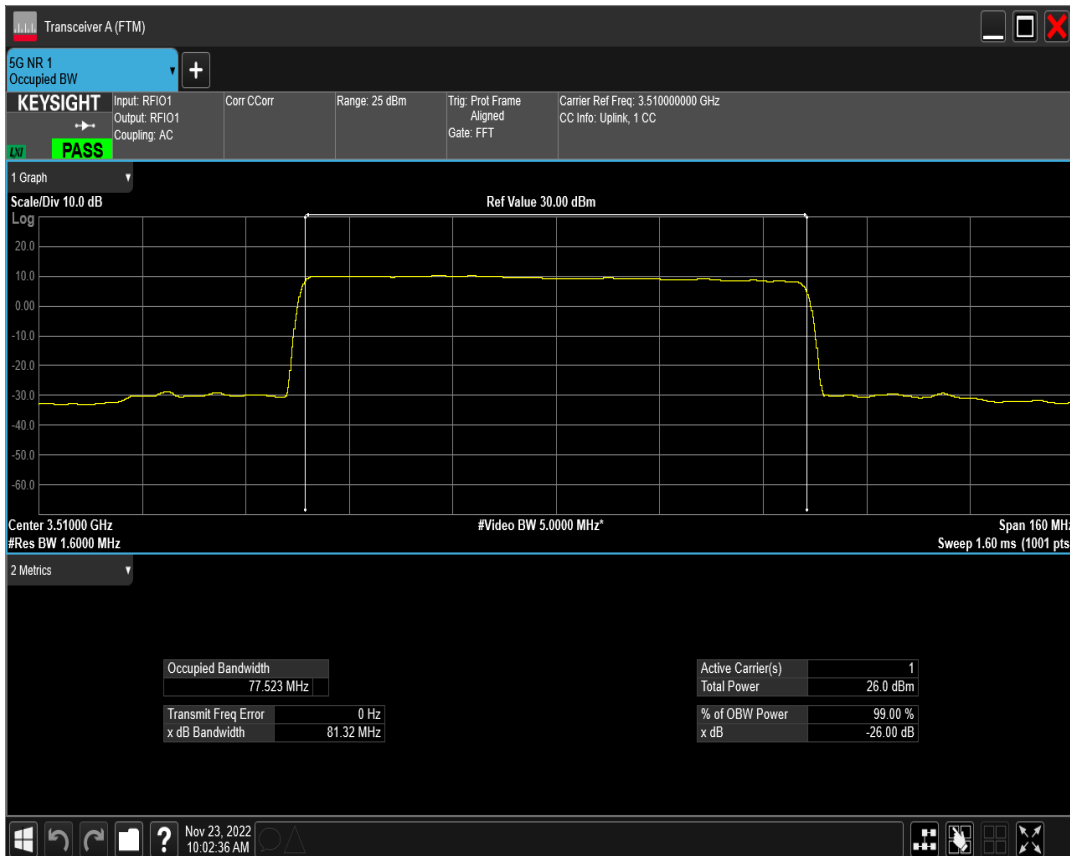 Transceiver A (FTM)
5G NR 1
Occupied BW
+
KEYSIGHT
LXI
PASS
Input: RFIO1
Output: RFIO1
Coupling: AC
Corr CCorr
Range: 25 dBm
Trig: Prot Frame
Aligned
Gate: FFT
Carrier Ref Freq: 3.510000000 GHz
CC Info: Uplink, 1 CC
1 Graph
Scale/Div 10.0 dB
Ref Value 30.00 dBm
Log
20.0
10.0
0.00
-10.0
-20.0
-30.0
-40.0
-50.0
-60.0
Center 3.51000 GHz
#Video BW 5.0000 MHz*
Span 160 MHz
#Res BW 1.6000 MHz
Sweep 1.60 ms (1001 pts
2 Metrics
Occupied Bandwidth
77.523 MHz
Transmit Freq Error 0 Hz
x dB Bandwidth 81.32 MHz
Active Carrier(s) 1
Total Power 26.0 dBm
% of OBW Power 99.00 %
x dB -26.00 dB
?
Nov 23, 2022
10:02:36 AM